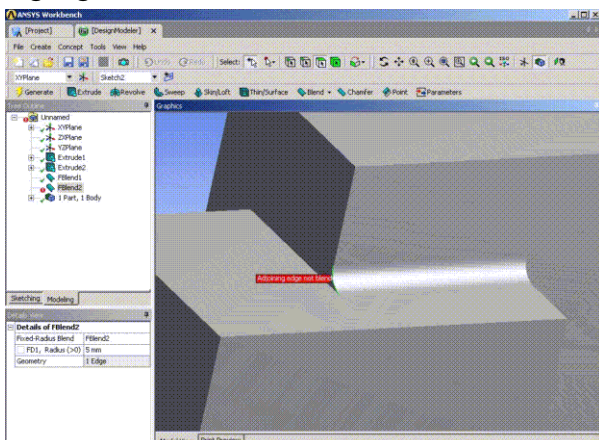 ANSYS Workbench
[Project] [DesignModeler] ×
File Create Concept Tools View Help
Undo Redo Select:
XYPlane Sketch2
Generate Extrude Revolve Sweep Skin/Loft Thin/Surface Blend Chamfer Point Parameters
Tree Outline Graphics
Unnamed
XYPlane
ZXPlane
YZPlane
Extrude1
Extrude2
FBlend1
FBlend2
1 Part, 1 Body
Adjoining edge not blend
Sketching Modeling
Details View
Details of FBlend2
Fixed-Radius Blend FBlend2
FD1, Radius (>0) 5 mm
Geometry 1 Edge
Print Preview